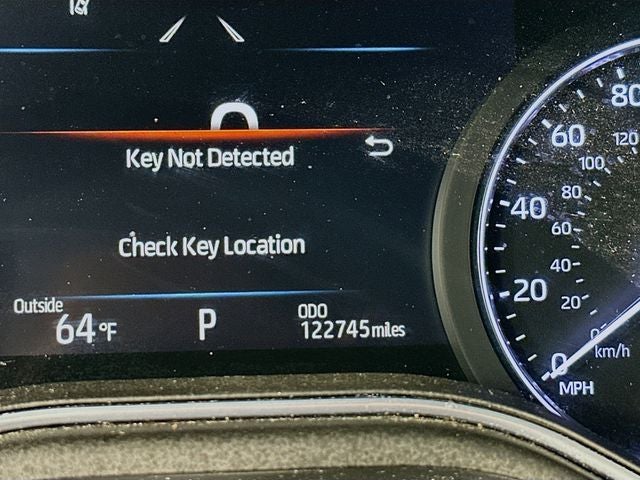 Key Not Detected
Check Key Location
Outside
64°F
P
ODO
122745 miles
80
60
40
20
0
MPH
120
100
80
60
40
20
0
km/h